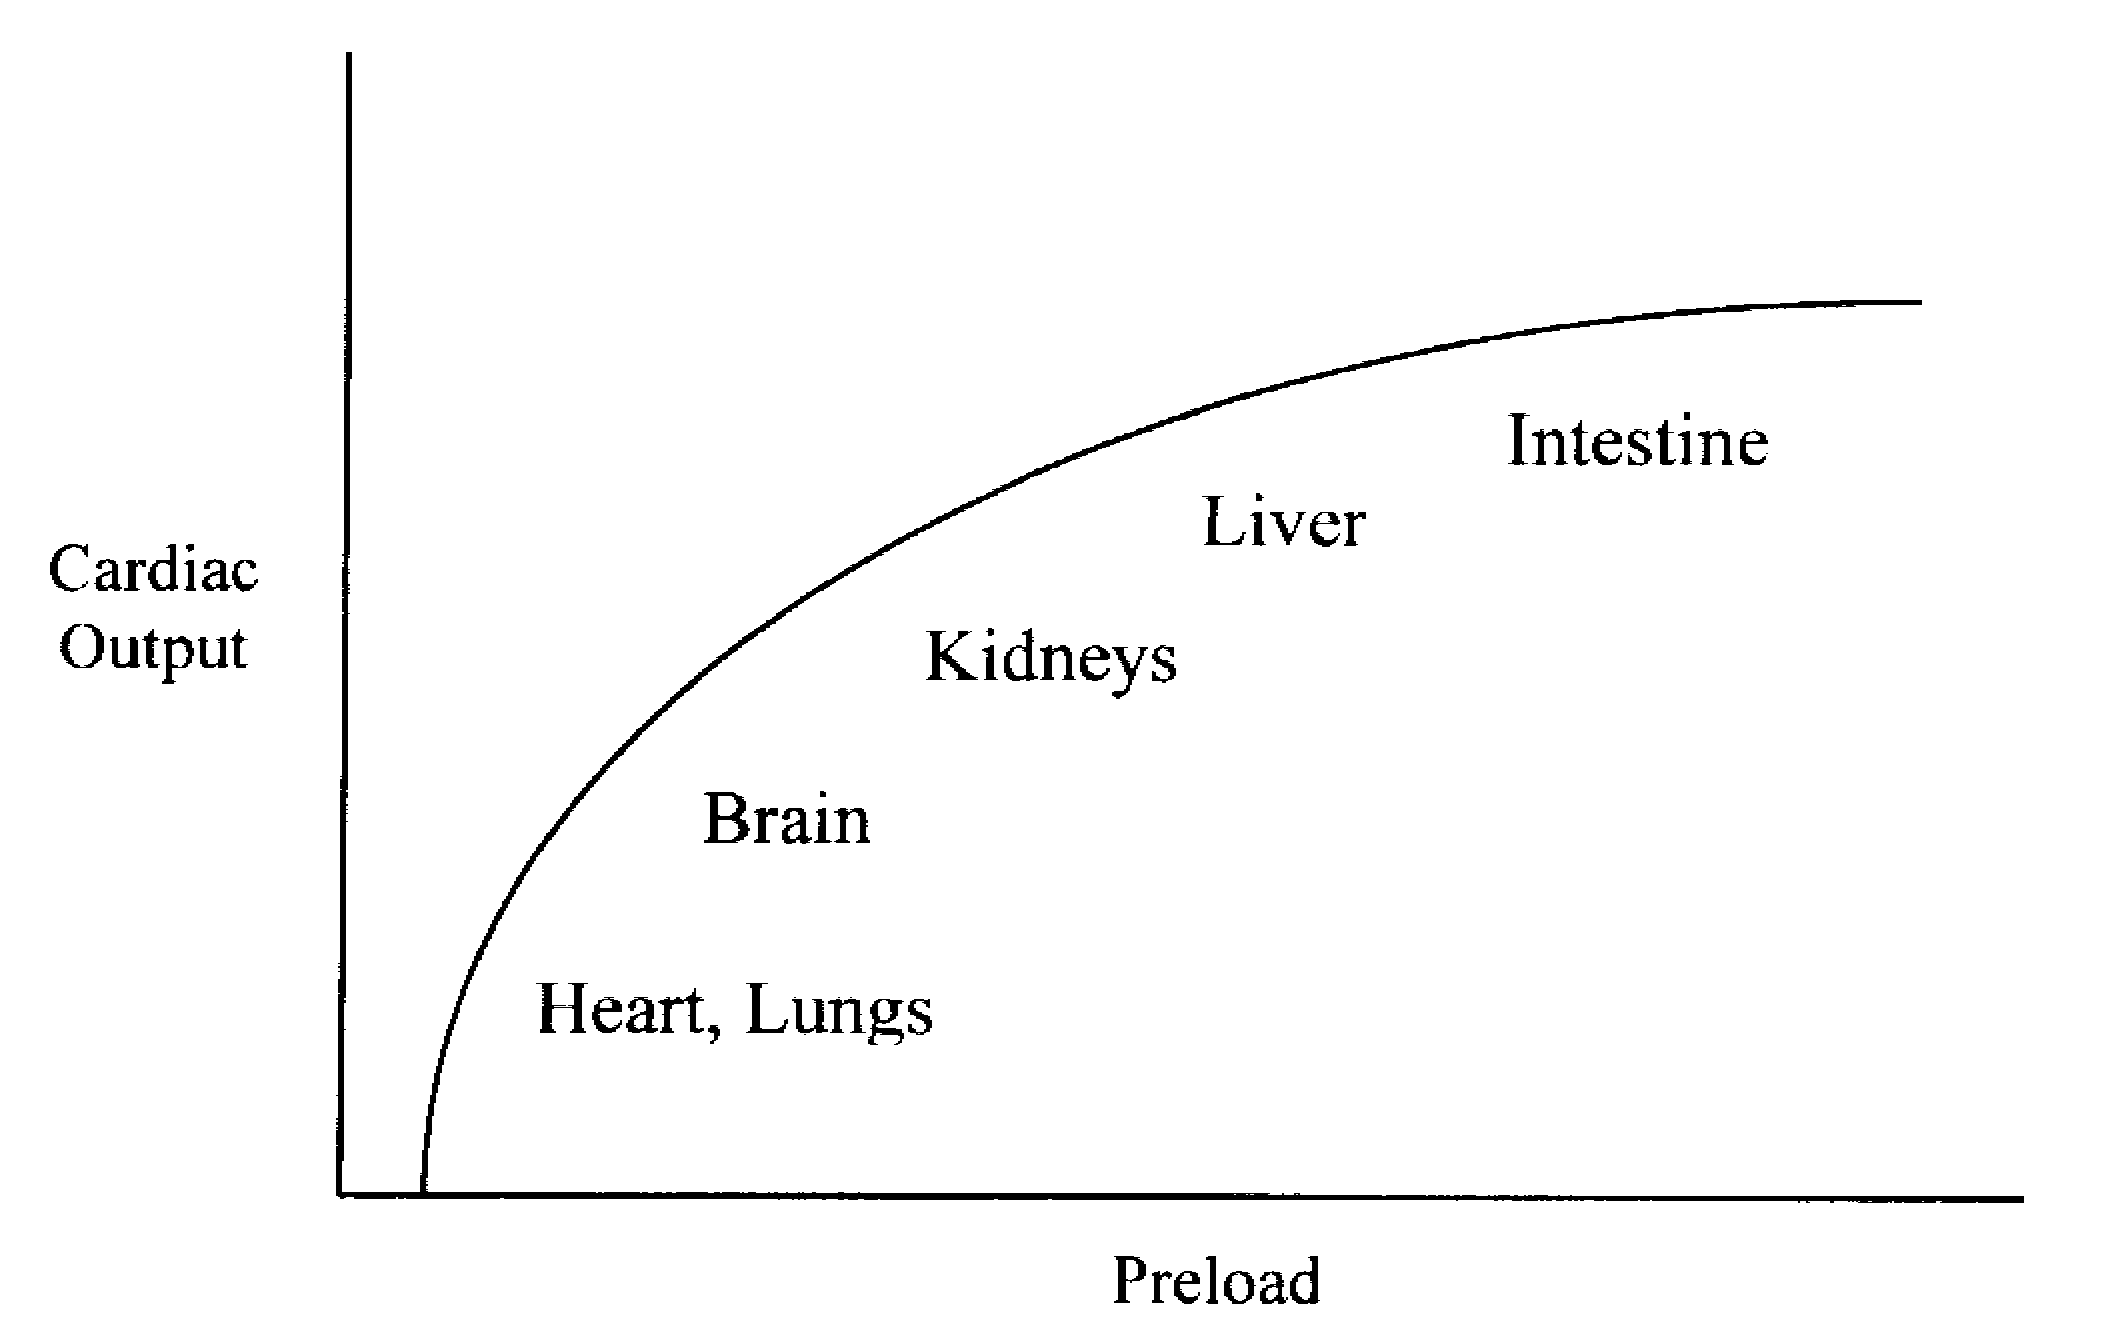 Intestine
Liver
Cardiac
Output
Kidneys
Brain
Heart, Lungs
Preload